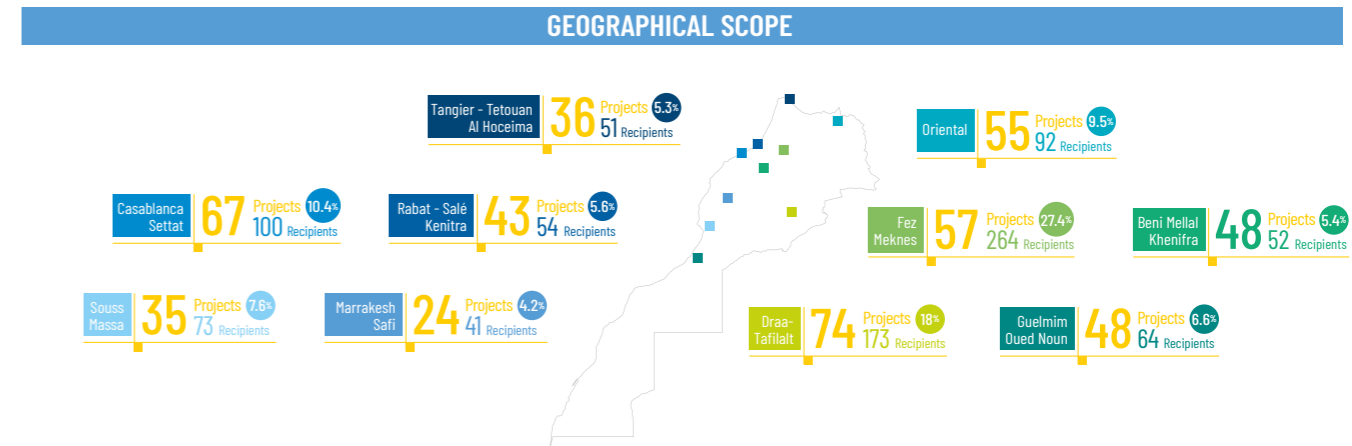 GEOGRAPHICAL SCOPE
Tangier - Tetouan
Al Hoceima
36
Projects
5.3%
51 Recipients
Oriental
55
Projects
9.5%
92 Recipients
Casablanca
Settat
67
Projects
10.4%
100 Recipients
Rabat - Salé
Kenitra
43
Projects
5.6%
54 Recipients
Fez
Meknes
57
Projects
27.4%
264 Recipients
Beni Mellal
Khenifra
48
Projects
5.4%
52 Recipients
Souss
Massa
35
Projects
7.6%
73 Recipients
Marrakesh
Safi
24
Projects
4.2%
41 Recipients
Draa-
Tafilalt
74
Projects
18%
173 Recipients
Guelmim
Oued Noun
48
Projects
6.6%
64 Recipients